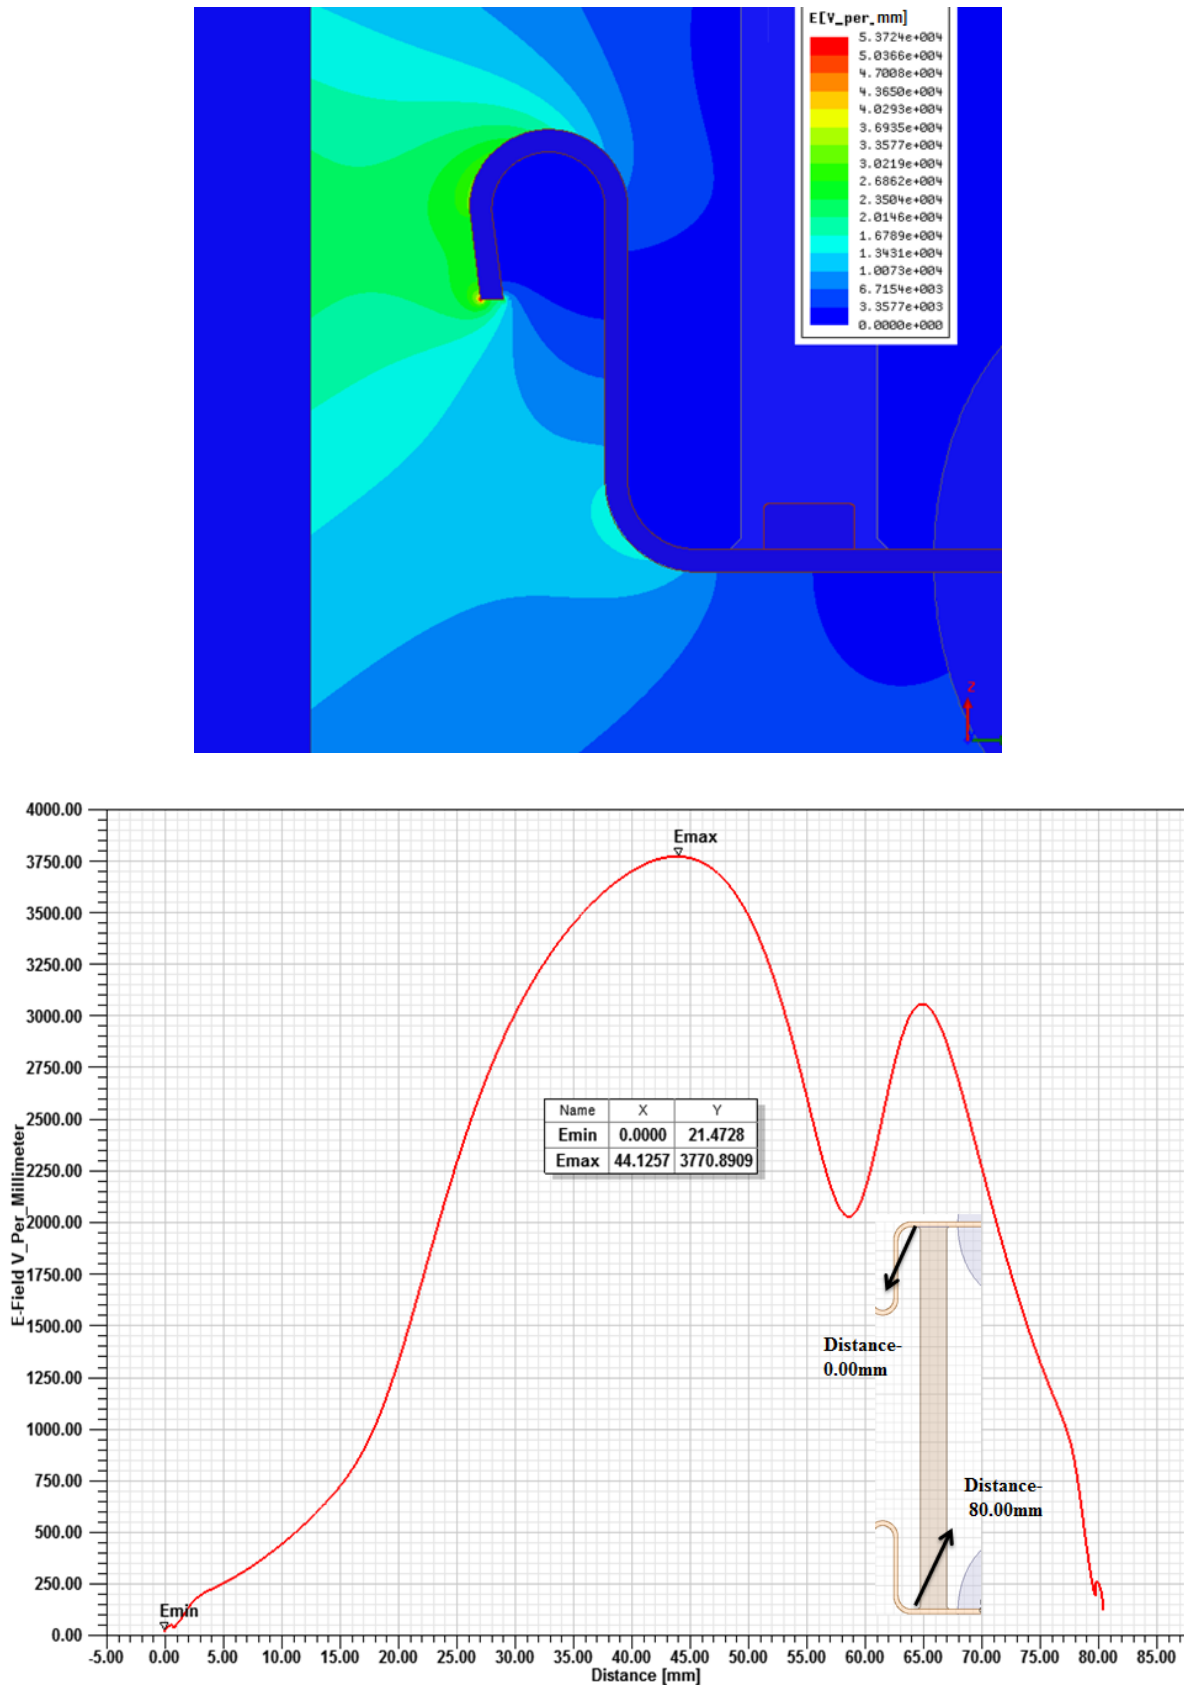 E[V_per_mm]
5.3724e+004
5.0366e+004
4.7008e+004
4.3650e+004
4.0293e+004
3.6935e+004
3.3577e+004
3.0219e+004
2.6862e+004
2.3504e+004
2.0146e+004
1.6789e+004
1.3431e+004
1.0073e+004
6.7154e+003
3.3577e+003
0.0000e+000
Z
4000.00
3750.00
3500.00
3250.00
3000.00
2750.00
2500.00
2250.00
2000.00
1750.00
1500.00
1250.00
1000.00
750.00
500.00
250.00
0.00
E-Field V_Per_Millimeter
Emax
Name X Y
Emin 0.0000 21.4728
Emax 44.1257 3770.8909
Distance-
0.00mm
Distance-
80.00mm
Emin
-5.00 0.00 5.00 10.00 15.00 20.00 25.00 30.00 35.00 40.00 45.00 50.00 55.00 60.00 65.00 70.00 75.00 80.00 85.00
Distance [mm]